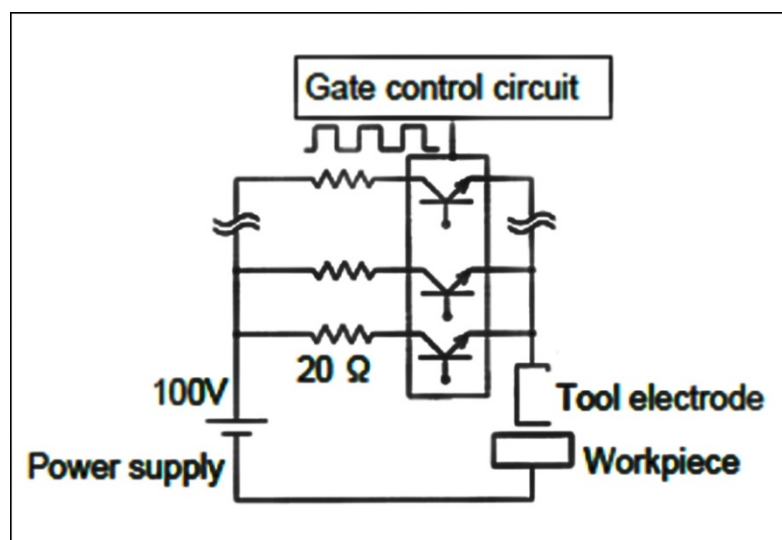 Gate control circuit
20 Ω
100V
Power supply
Tool electrode
Workpiece